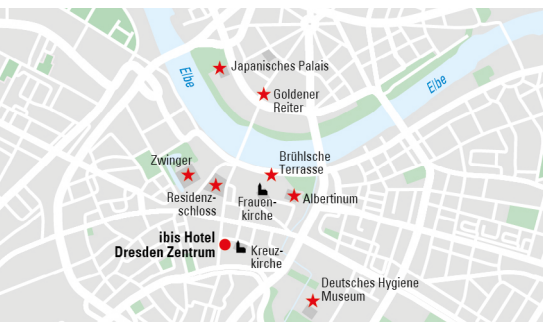 Japanisches Palais
Elbe
Goldener
Reiter
Elbe
Zwinger
Brühlsche
Terrasse
Residenz-
schloss
Frauen-
kirche
Albertinum
ibis Hotel
Dresden Zentrum
Kreuz-
kirche
Deutsches Hygiene
Museum